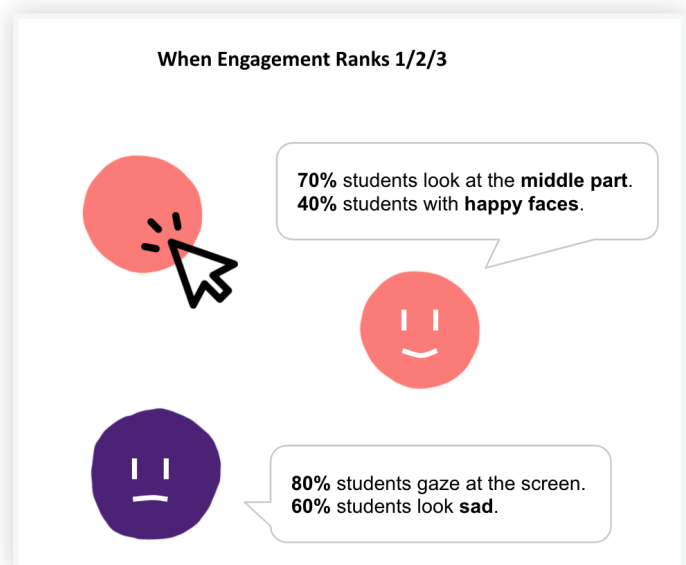 When Engagement Ranks 1/2/3
70% students look at the middle part.
40% students with happy faces.
80% students gaze at the screen.
60% students look sad.